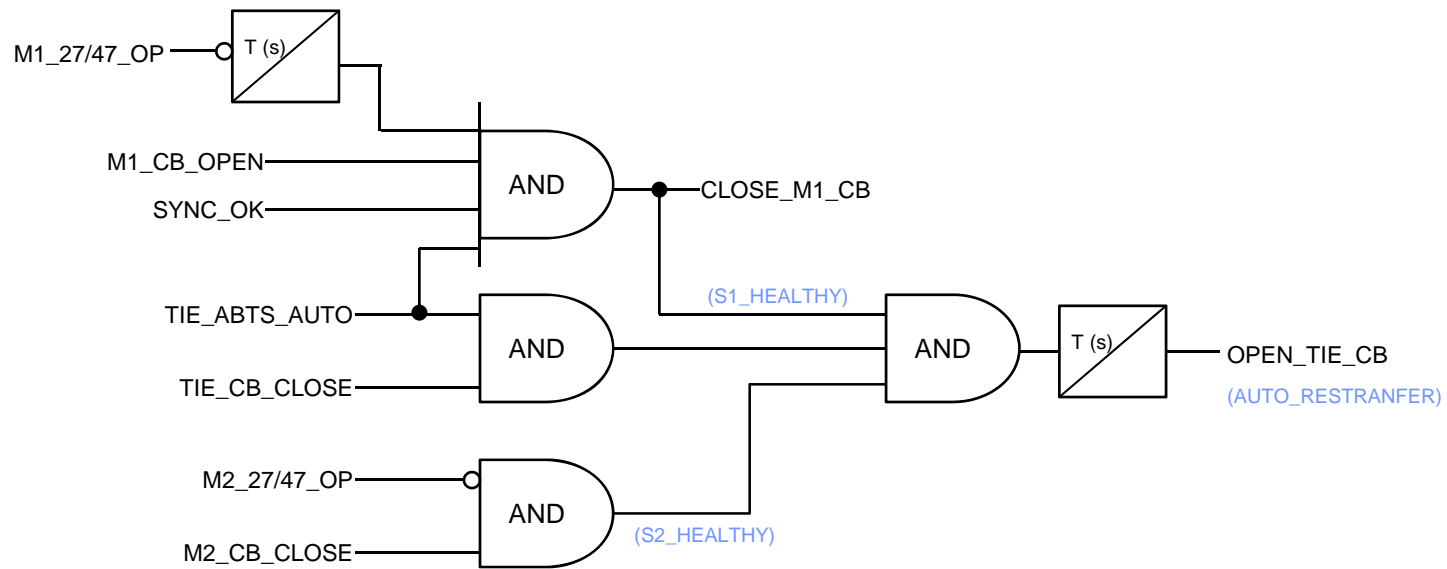 M1_27/47_OP
T (s)
M1_CB_OPEN
AND
CLOSE_M1_CB
SYNC_OK
(S1_HEALTHY)
TIE_ABTS_AUTO
AND
AND
T (s)
OPEN_TIE_CB
TIE_CB_CLOSE
(AUTO_RESTRANFER)
M2_27/47_OP
AND
(S2_HEALTHY)
M2_CB_CLOSE